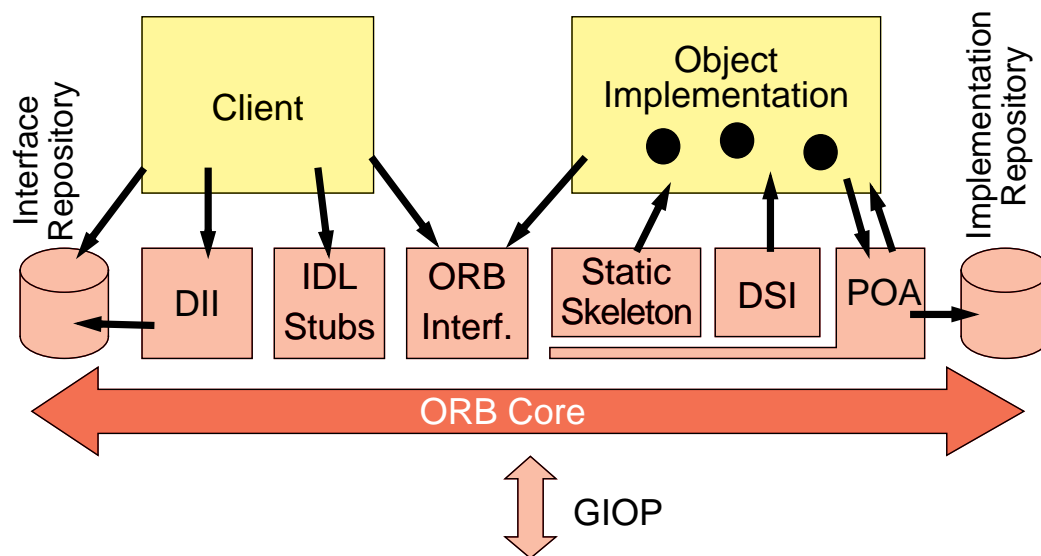 Client
Object
Implementation
Interface
Repository
Implementation
Repository
DII
IDL
Stubs
ORB
Interf.
Static
Skeleton
DSI
POA
ORB Core
GIOP